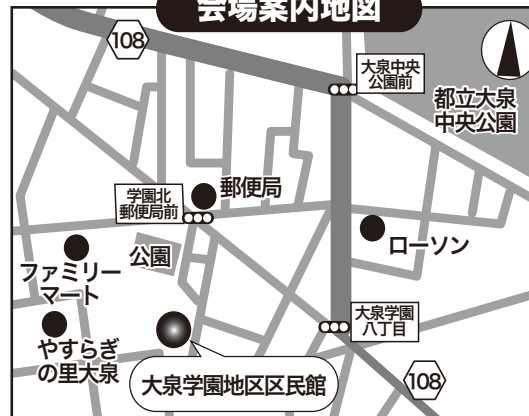 会場案内地図
108
大泉中央
公園前
都立大泉
中央公園
学園北
郵便局前
郵便局
公園
ローソン
ファミリー
マート
大泉学園
八丁目
やすらぎ
の里大泉
大泉学園地区区民館
108